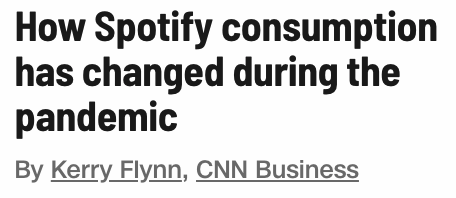 How Spotify consumption
has changed during the
pandemic
By Kerry Flynn, CNN Business